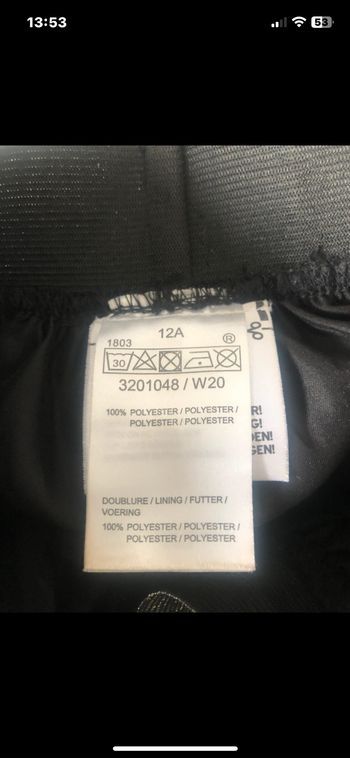 13:53
53
12A
1803
®
30
3201048 / W20
100% POLYESTER / POLYESTER /
POLYESTER / POLYESTER
R!
G!
DEN!
GEN!
DOUBLURE / LINING / FUTTER /
VOERING
100% POLYESTER / POLYESTER /
POLYESTER / POLYESTER